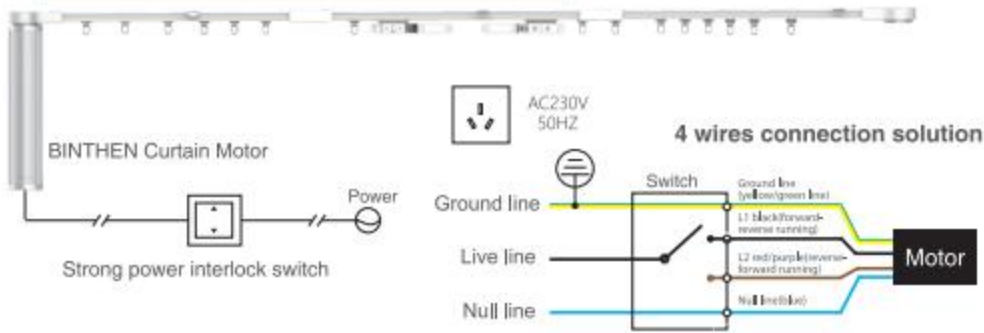 BINTHEN Curtain Motor
Power
Strong power interlock switch
AC230V
50HZ
4 wires connection solution
Switch
Ground line
Ground line
(yellow/green line)
L1 black(forward-
reverse running)
Live line
L2 red/purple(reverse-
forward running)
Motor
Null line
Null line(blue)